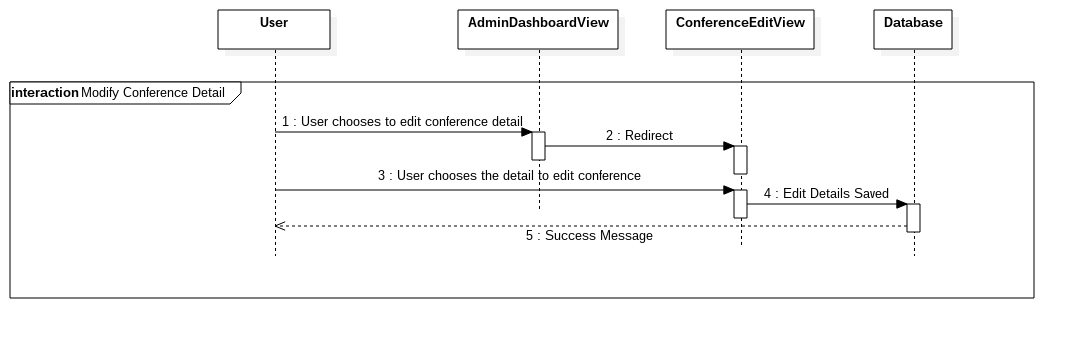 User
AdminDashboardView
ConferenceEditView
Database
interaction Modify Conference Detail
1 : User chooses to edit conference detail
2 : Redirect
3 : User chooses the detail to edit conference
4 : Edit Details Saved
5 : Success Message